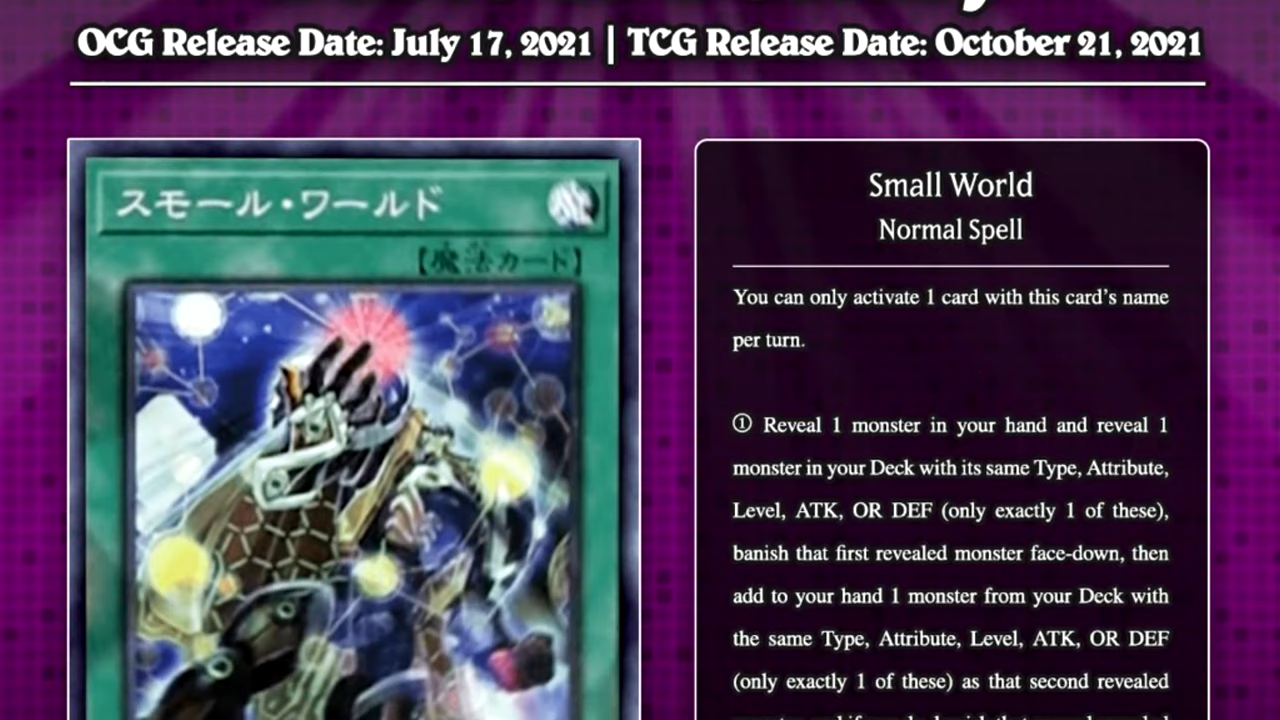 OCG Release Date: July 17, 2021 | TCG Release Date: October 21, 2021
スモール・ワールド
【魔法カード】
Small World
Normal Spell
You can only activate 1 card with this card's name
per turn.
① Reveal 1 monster in your hand and reveal 1
monster in your Deck with its same Type, Attribute,
Level, ATK, OR DEF (only exactly 1 of these),
banish that first revealed monster face-down, then
add to your hand 1 monster from your Deck with
the same Type, Attribute, Level, ATK, OR DEF
(only exactly 1 of these) as that second revealed